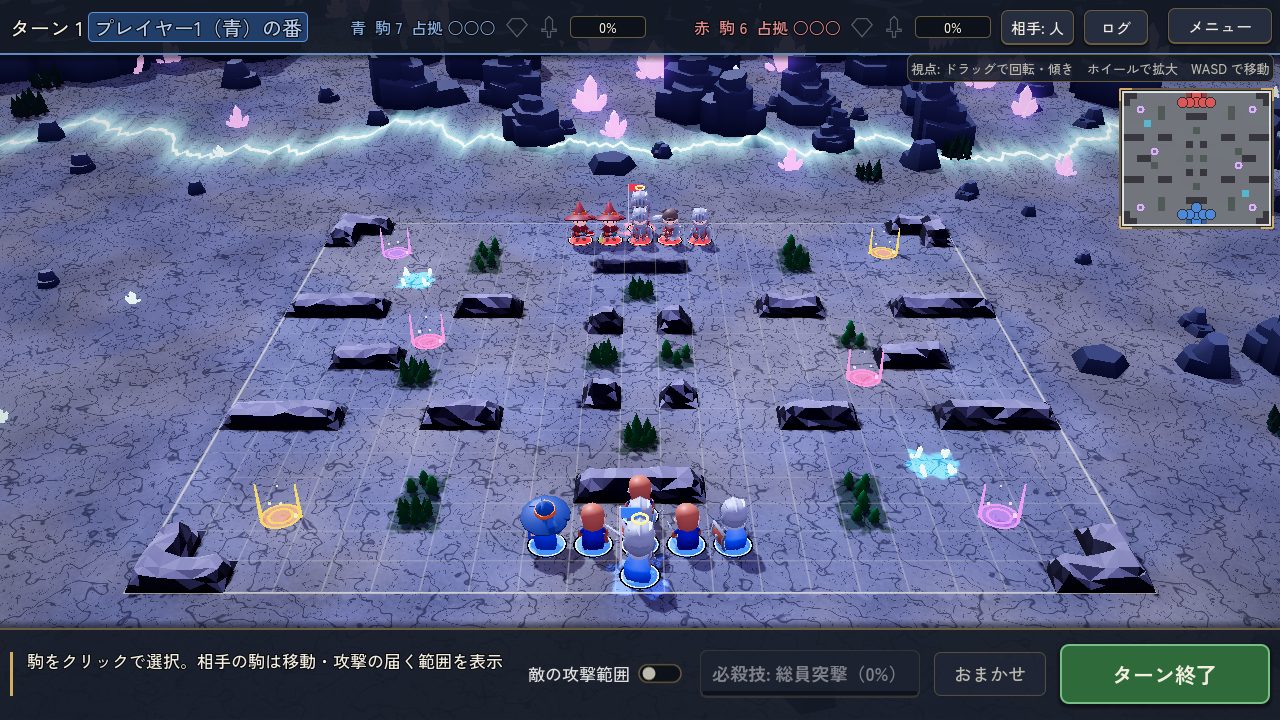 ターン 1 プレイヤー1（青）の番 青 駒 7 占拠 〇〇〇 0% 赤 駒 6 占拠 〇〇〇 0% 相手: 人 ログ メニュー
視点: ドラッグで回転・傾き ホイールで拡大 WASD で移動
駒をクリックで選択。相手の駒は移動・攻撃の届く範囲を表示
敵の攻撃範囲 必殺技: 総員突撃（0%） おまかせ ターン終了